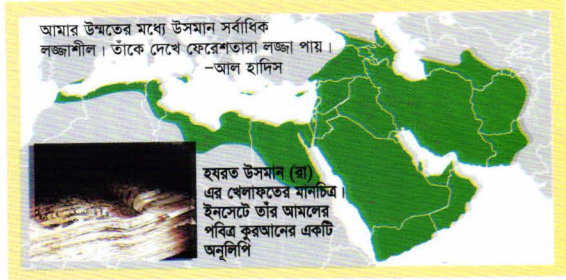 আমার উম্মতের মধ্যে উসমান সর্বাধিক
লজ্জাশীল। তাঁকে দেখে ফেরেশতারা লজ্জা পায়।
–আল হাদিস
হযরত উসমান (রা)
এর খেলাফতের মানচিত্র।
ইনসেটে তাঁর আমলের
পবিত্র কুরআনের একটি
অনুলিপি